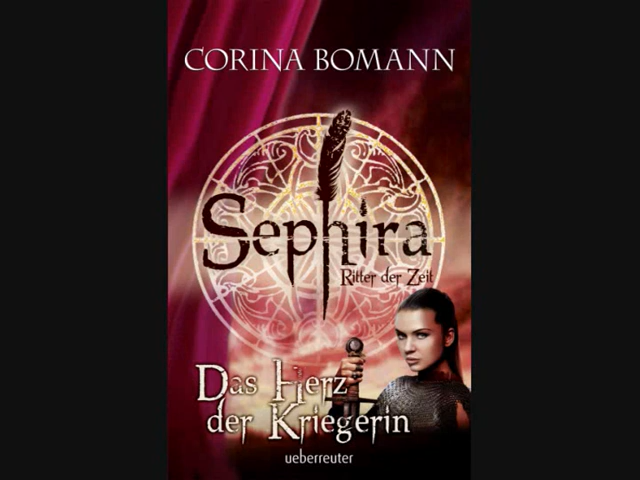 CORINA BOMANN
Sephira
Ritter der Zeit
Das Herz
der Kriegerin
ueberreuter